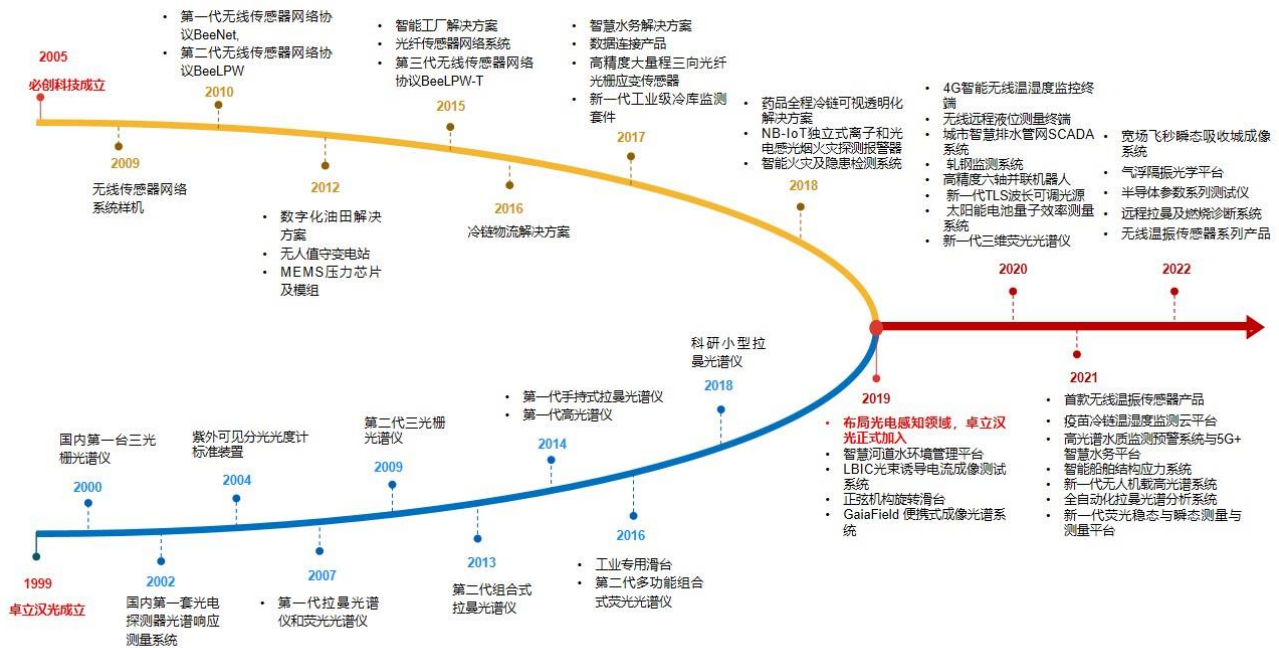 2005
必创科技成立
2009
无线传感器网络
系统样机
• 第一代无线传感器网络协
议BeeNet,
• 第二代无线传感器网络协
议BeeLPW
2010
2012
• 数字化油田解决
方案
• 无人值守变电站
• MEMS压力芯片
及模组
• 智能工厂解决方案
• 光纤传感器网络系统
• 第三代无线传感器网络
协议BeeLPW-T
2015
2016
冷链物流解决方案
• 智慧水务解决方案
• 数据连接产品
• 高精度大量程三向光纤
光栅应变传感器
• 新一代工业级冷库监测
套件
2017
• 药品全程冷链可视透明化
解决方案
• NB-IoT独立式离子和光
电感光烟火灾探测报警器
• 智能火灾及隐患检测系统
2018
• 4G智能无线温湿度监控终
端
• 无线远程液位测量终端
• 城市智慧排水管网SCADA
系统
• 轧钢监测系统
• 高精度六轴并联机器人
• 新一代TLS波长可调光源
• 太阳能电池量子效率测量
系统
• 新一代三维荧光光谱仪
2020
• 宽场飞秒瞬态吸收城成像
系统
• 气浮隔振光学平台
• 半导体参数系列测试仪
• 远程拉曼及燃烧诊断系统
• 无线温振传感器系列产品
2022
1999
卓立汉光成立
国内第一台三光
栅光谱仪
2000
2002
国内第一套光电
探测器光谱响应
测量系统
紫外可见分光光度计
标准装置
2004
2007
• 第一代拉曼光谱
仪和荧光光谱仪
第二代三光栅
光谱仪
2009
2013
第二代组合式
拉曼光谱仪
• 第一代手持式拉曼光谱仪
• 第一代高光谱仪
2014
2016
• 工业专用滑台
• 第二代多功能组合
式荧光光谱仪
科研小型拉
曼光谱仪
2018
2019
• 布局光电感知领域，卓立汉
光正式加入
• 智慧河道水环境管理平台
• LBIC光束诱导电流成像测试
系统
• 正弦机构旋转滑台
• GaiaField 便携式成像光谱系
统
2021
• 首款无线温振传感器产品
• 疫苗冷链温湿度监测云平台
• 高光谱水质监测预警系统与5G+
智慧水务平台
• 智能船舶结构应力系统
• 新一代无人机载高光谱系统
• 全自动化拉曼光谱分析系统
• 新一代荧光稳态与瞬态测量与
测量平台